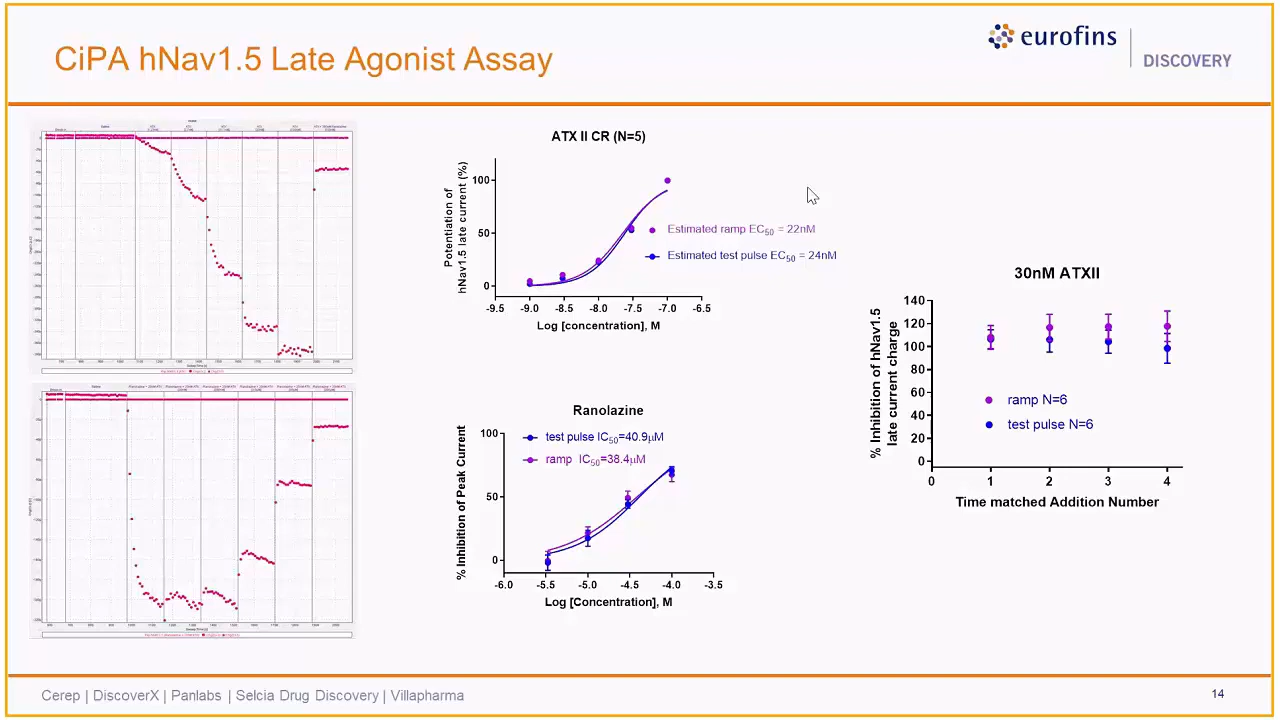 CiPA hNav1.5 Late Agonist Assay
eurofins
DISCOVERY
ATX II CR (N=5)
Potentiation of
hNav1.5 late current (%)
100
50
0
-9.5 -9.0 -8.5 -8.0 -7.5 -7.0 -6.5
Log [concentration], M
Estimated ramp EC50 = 22nM
Estimated test pulse EC50 = 24nM
Ranolazine
% Inhibition of Peak Current
100
50
0
test pulse IC50=40.9µM
ramp IC50=38.4µM
-6.0 -5.5 -5.0 -4.5 -4.0 -3.5
Log [Concentration], M
30nM ATXII
% Inhibition of hNav1.5
late current charge
140
120
100
80
60
40
20
0
ramp N=6
test pulse N=6
0 1 2 3 4
Time matched Addition Number
Cerep | DiscoverX | Panlabs | Selcia Drug Discovery | Villapharma
14